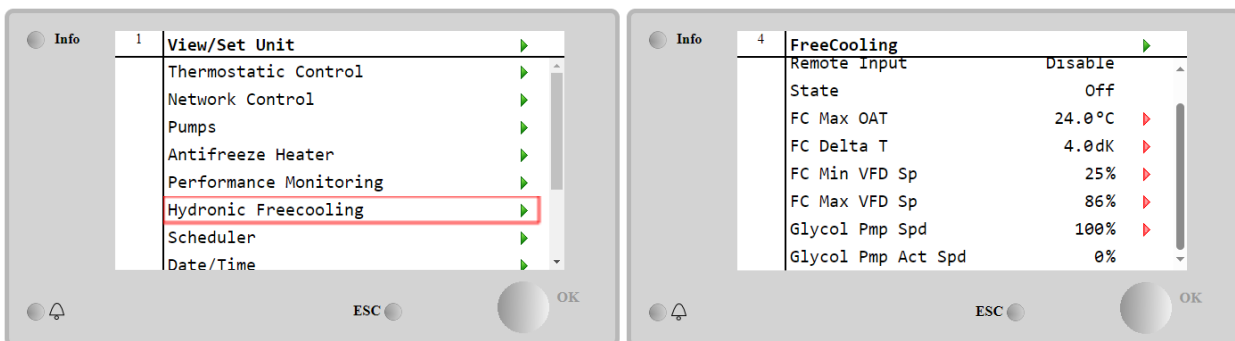 Info
1 View/Set Unit
Thermostatic Control
Network Control
Pumps
Antifreeze Heater
Performance Monitoring
Hydronic Freecooling
Scheduler
Date/Time
ESC
OK
Info
4 FreeCooling
Remote Input Disable
State Off
FC Max OAT 24.0°C
FC Delta T 4.0dK
FC Min VFD Sp 25%
FC Max VFD Sp 86%
Glycol Pmp Spd 100%
Glycol Pmp Act Spd 0%
ESC
OK